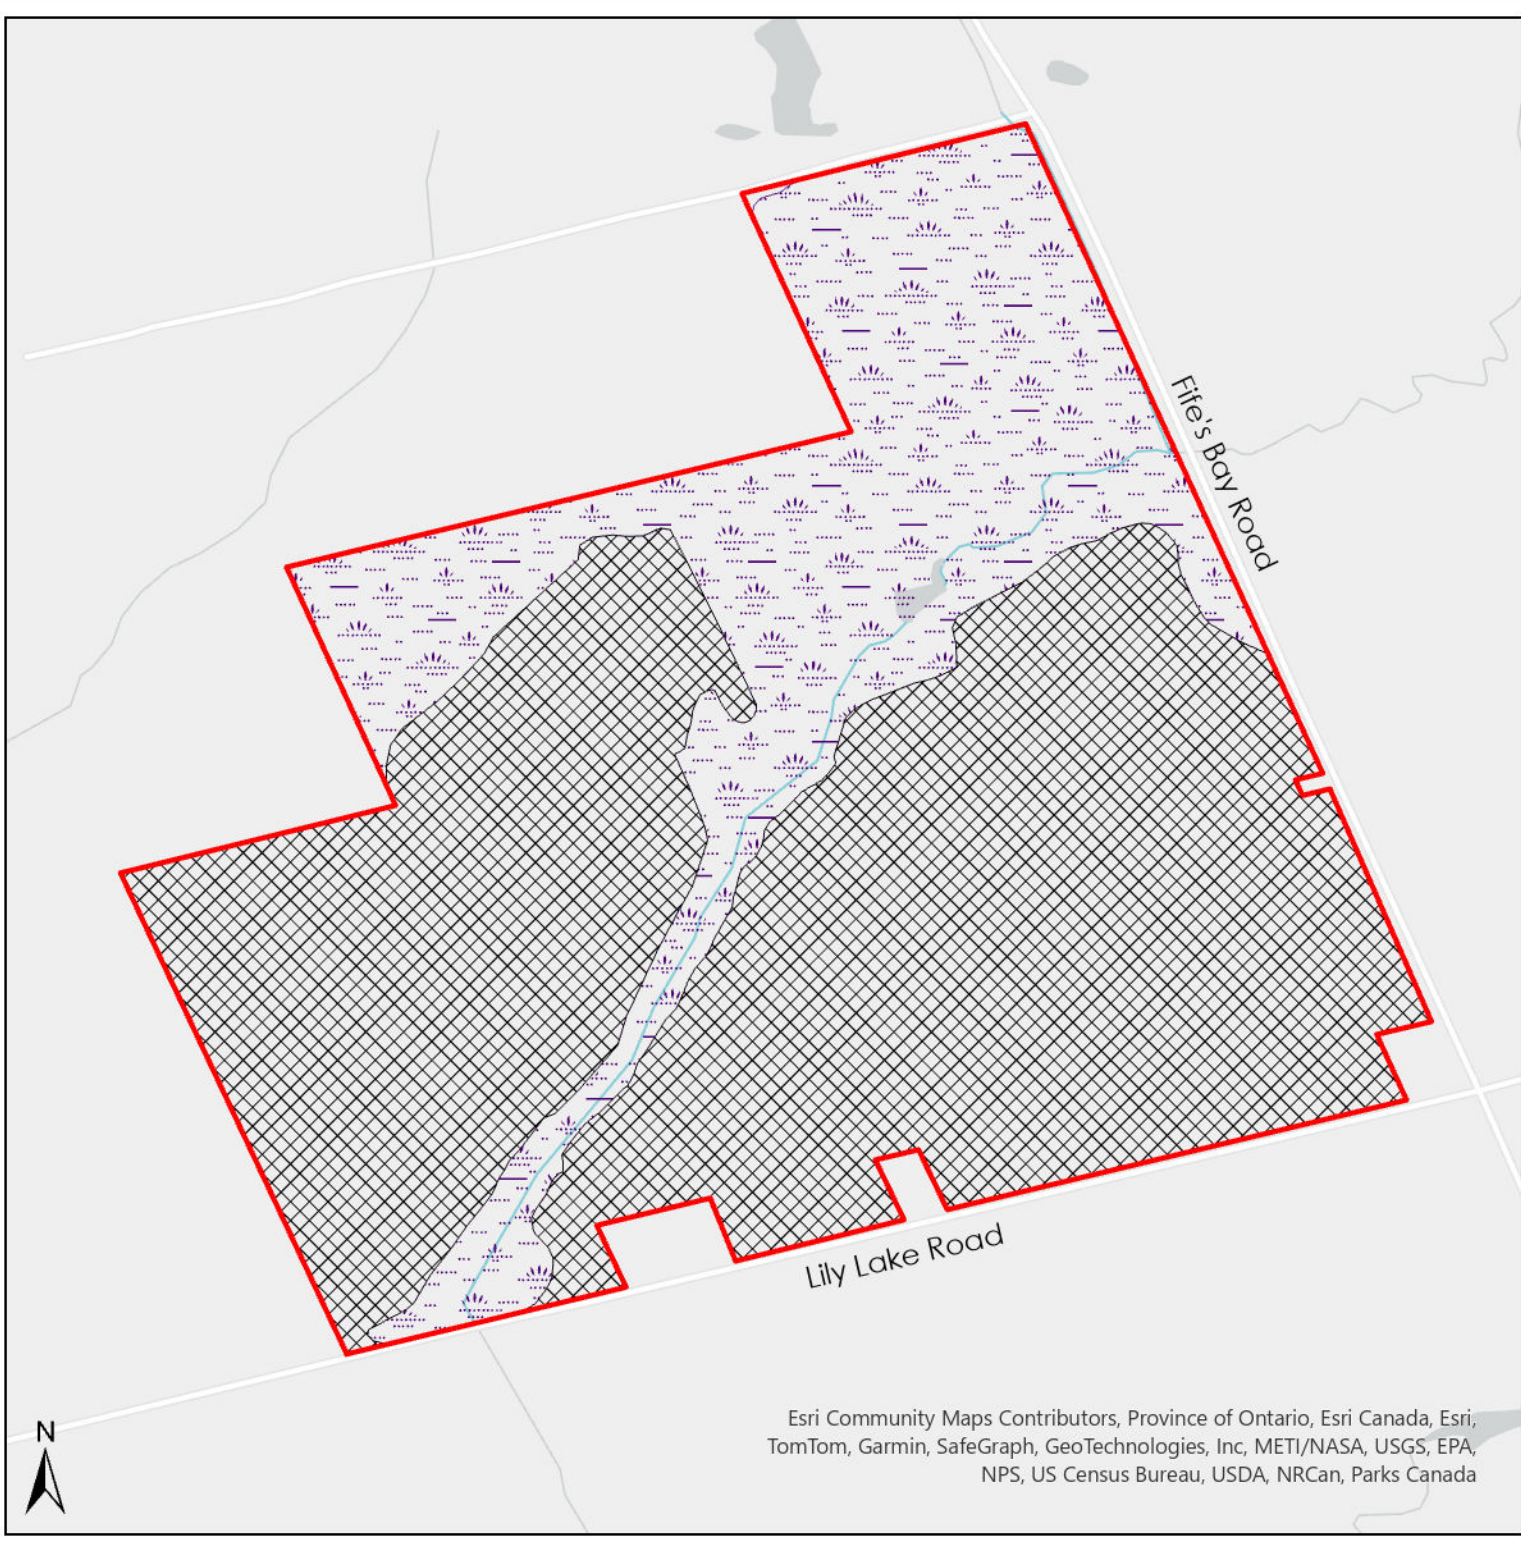 Fife's Bay Road
Lily Lake Road
N
Esri Community Maps Contributors, Province of Ontario, Esri Canada, Esri,
TomTom, Garmin, SafeGraph, GeoTechnologies, Inc, METI/NASA, USGS, EPA,
NPS, US Census Bureau, USDA, NRCan, Parks Canada